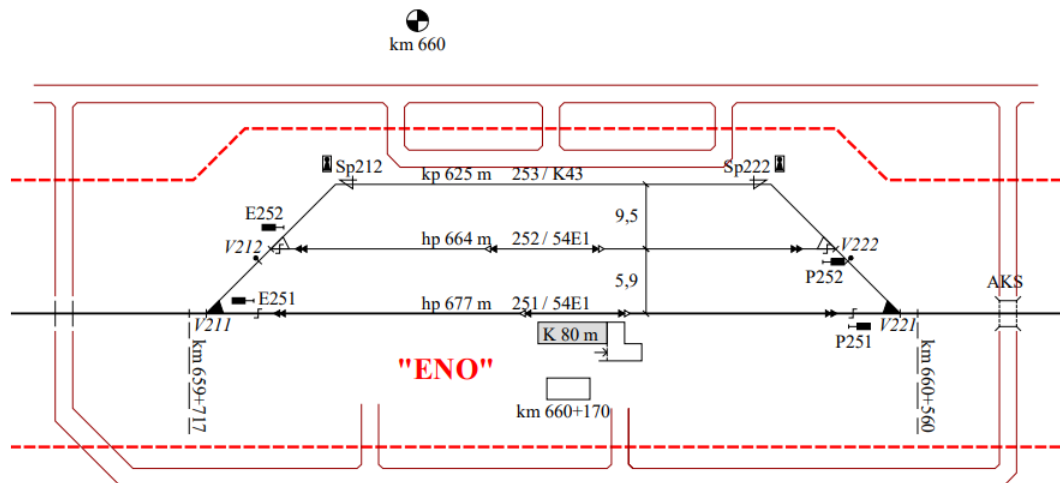 km 660
Sp212
Sp222
kp 625 m 253 / K43
9,5
E252
V212
hp 664 m 252 / 54E1
V222
P252
5,9
AKS
E251
hp 677 m 251 / 54E1
V211
V221
P251
K 80 m
km 659+717
"ENO"
km 660+560
km 660+170